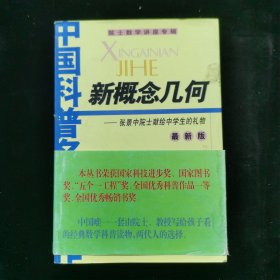 院士数学讲座专辑
XINGAINIAN
JIHE
新概念几何
——张景中院士献给中学生的礼物
最新版
中国科普名
本丛书荣获国家科技进步奖、国家图书
奖、“五个一工程”奖、全国优秀科普作品一等
奖、全国优秀畅销书奖
中国唯一一套由院士、教授写给孩子看
的经典数学科普读物，两代人的选择。